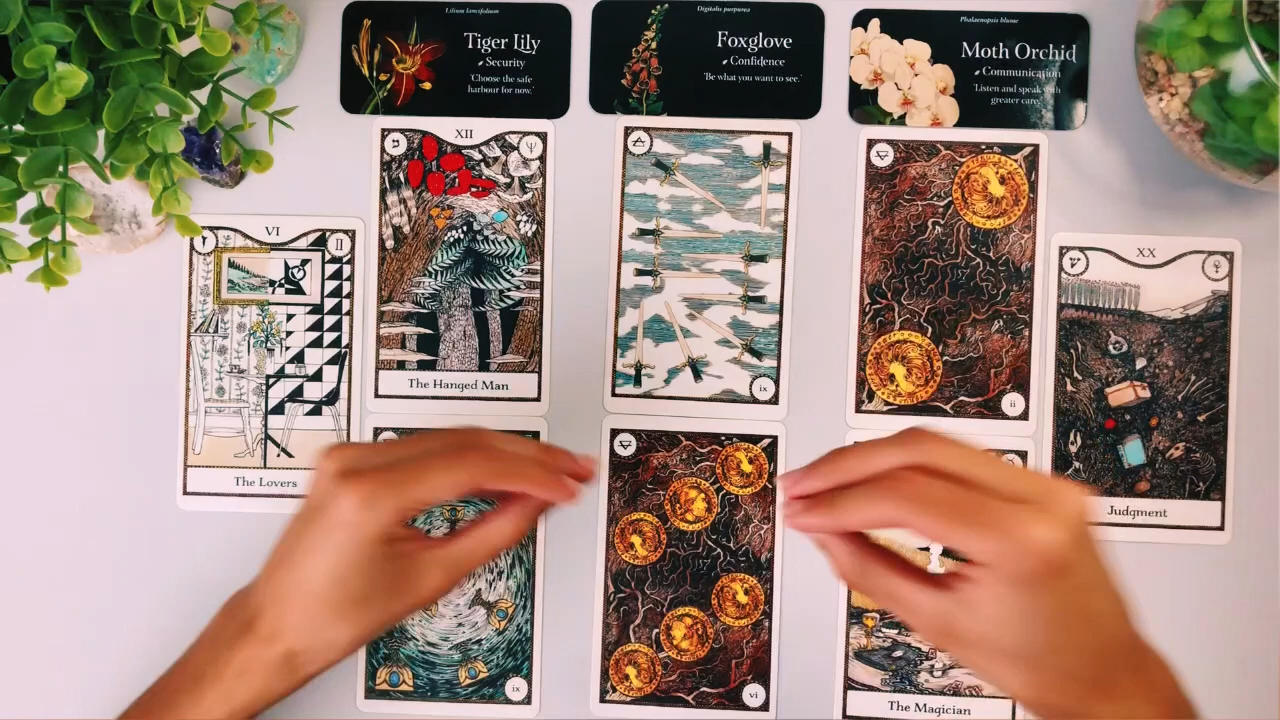 Lilium lancifolium
Tiger Lily
Security
'Choose the safe
harbour for now.'
Digitalis purpurea
Foxglove
Confidence
'Be what you want to see.'
Phalaenopsis blume
Moth Orchid
Communication
'Listen and speak with
greater care.'
VI
II
The Lovers
XII
The Hanged Man
ix
ii
XX
Judgment
ix
vi
The Magician